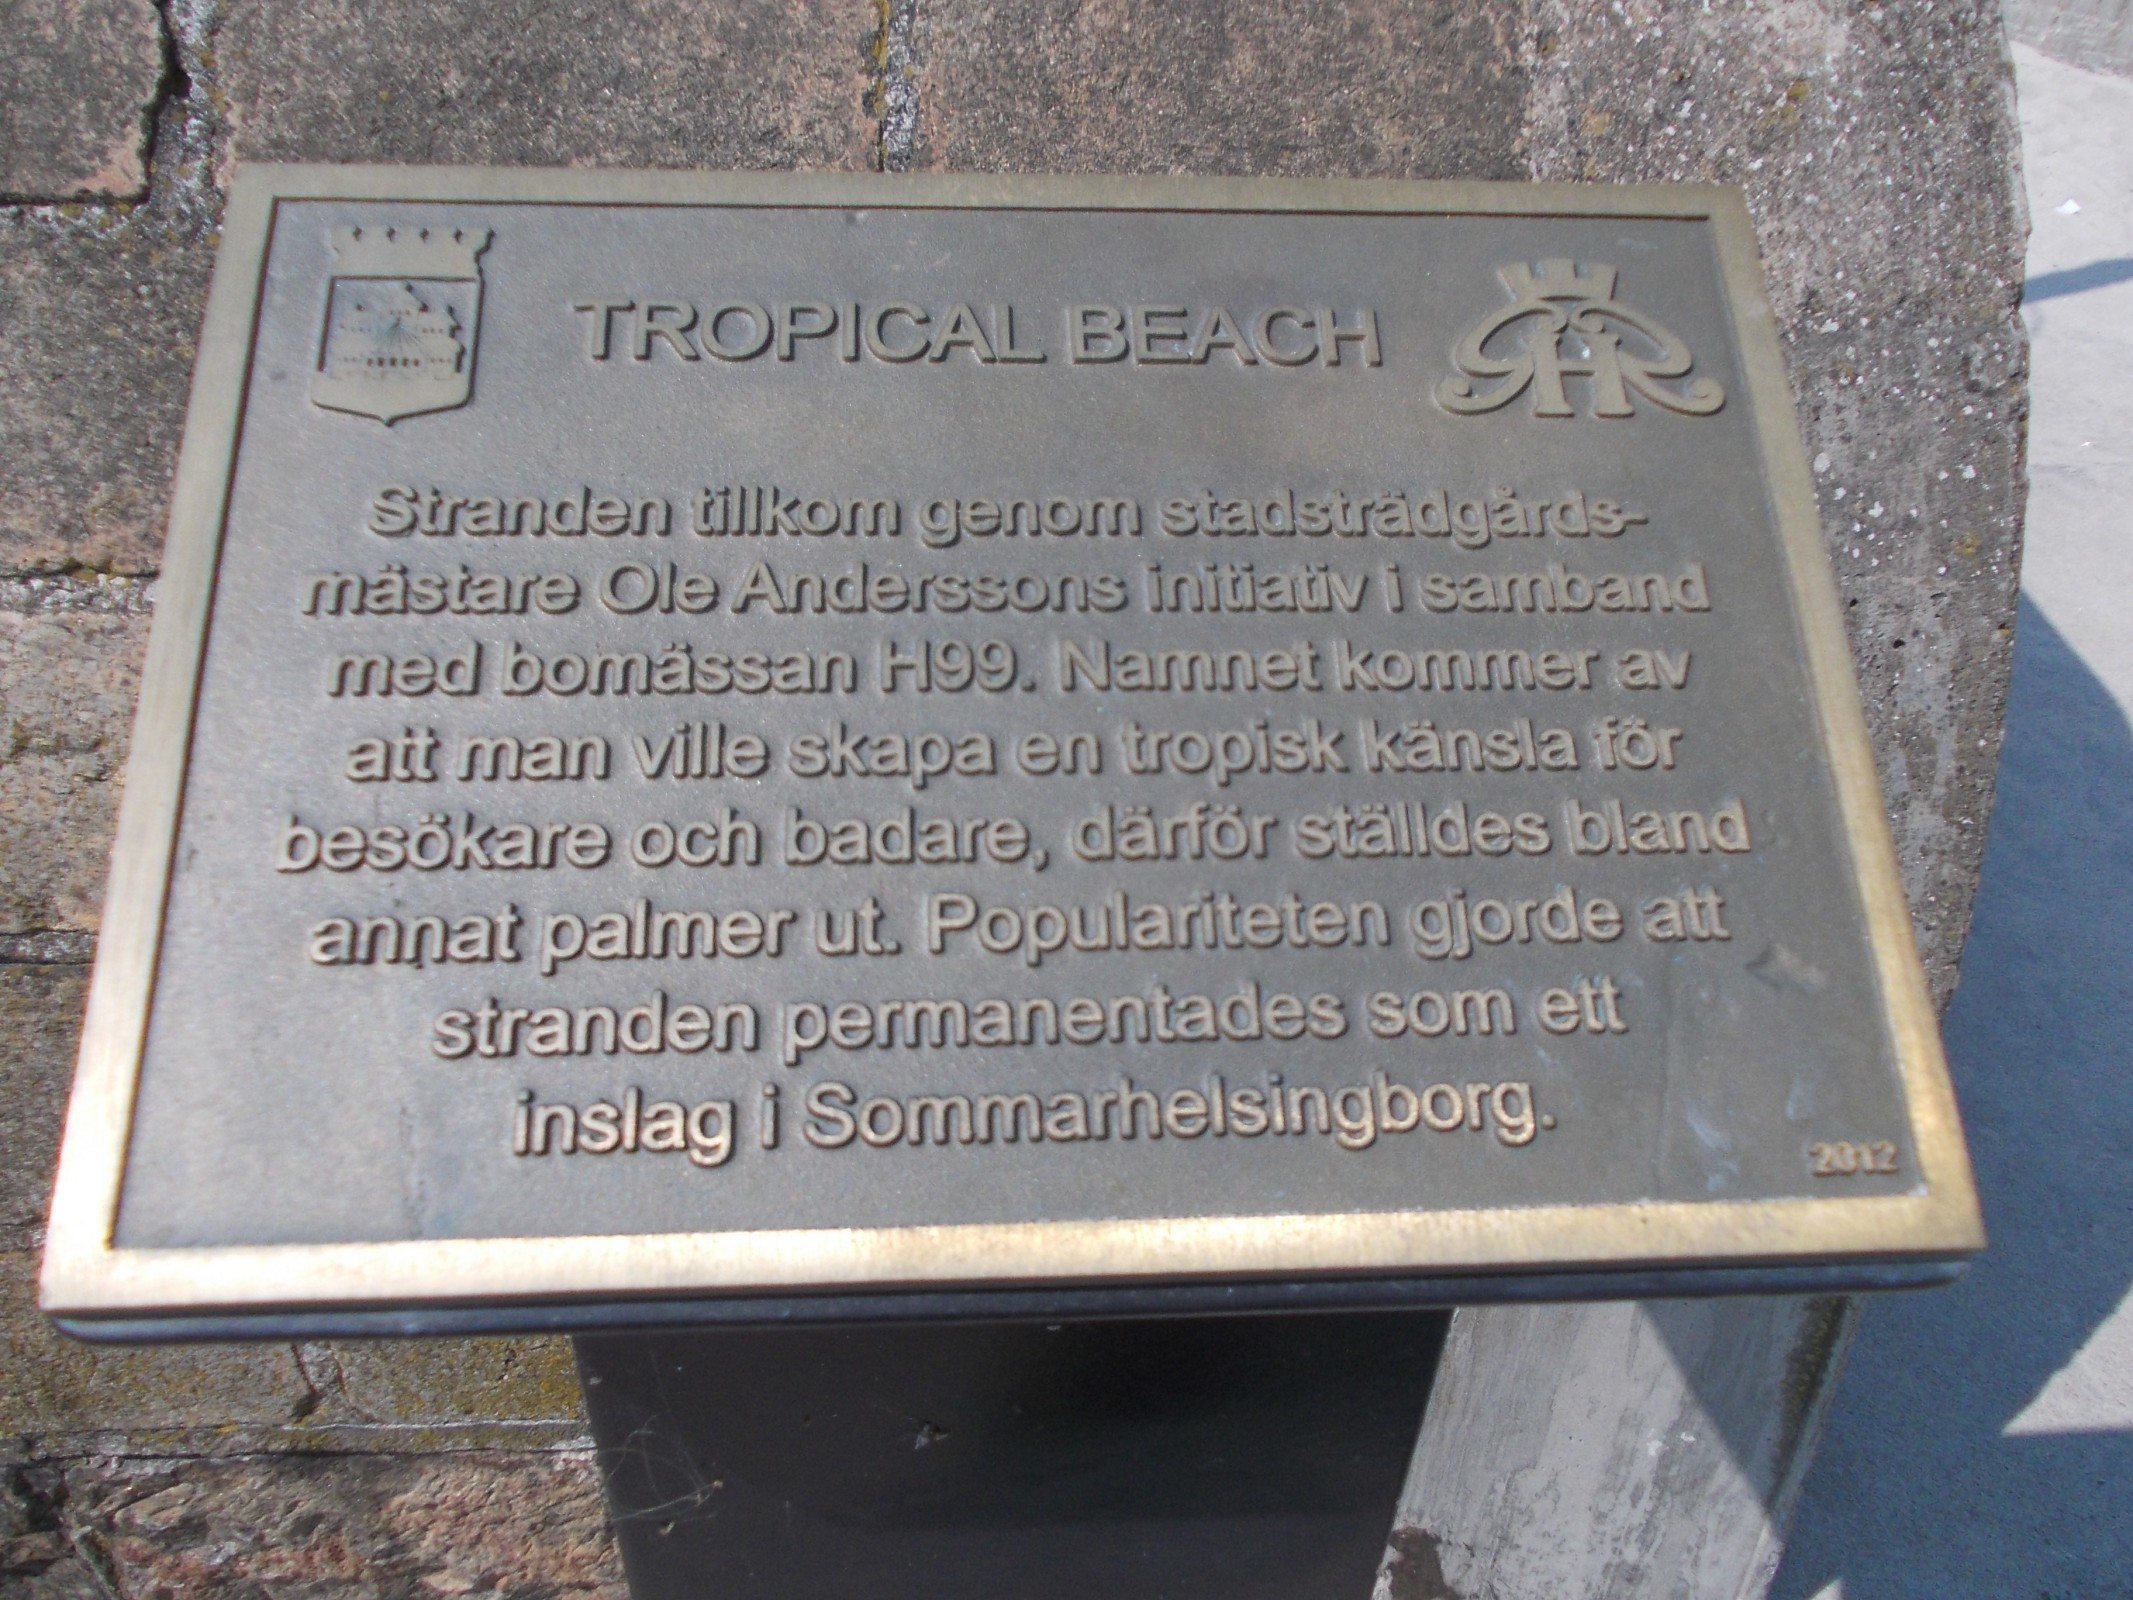 TROPICAL BEACH
Stranden tillkom genom stadsträdgårds-
mästare Ole Anderssons initiativ i samband
med bomässan H99. Namnet kommer av
att man ville skapa en tropisk känsla för
besökare och badare, därför ställdes bland
annat palmer ut. Populariteten gjorde att
stranden permanentades som ett
inslag i Sommarhelsingborg.
2012